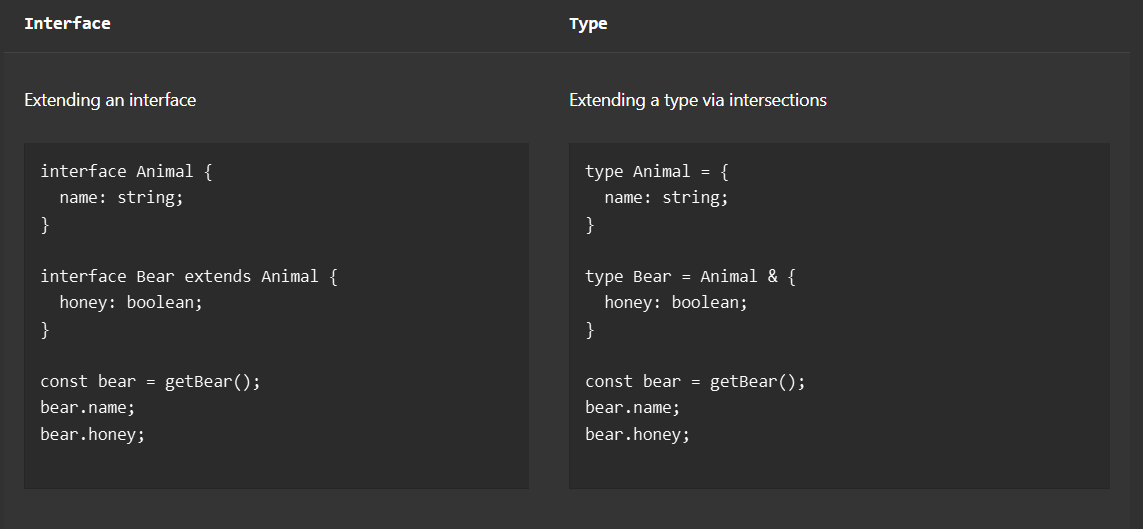 Interface
Type
Extending an interface
Extending a type via intersections
interface Animal {
  name: string;
}

interface Bear extends Animal {
  honey: boolean;
}

const bear = getBear();
bear.name;
bear.honey;
type Animal = {
  name: string;
}

type Bear = Animal & {
  honey: boolean;
}

const bear = getBear();
bear.name;
bear.honey;